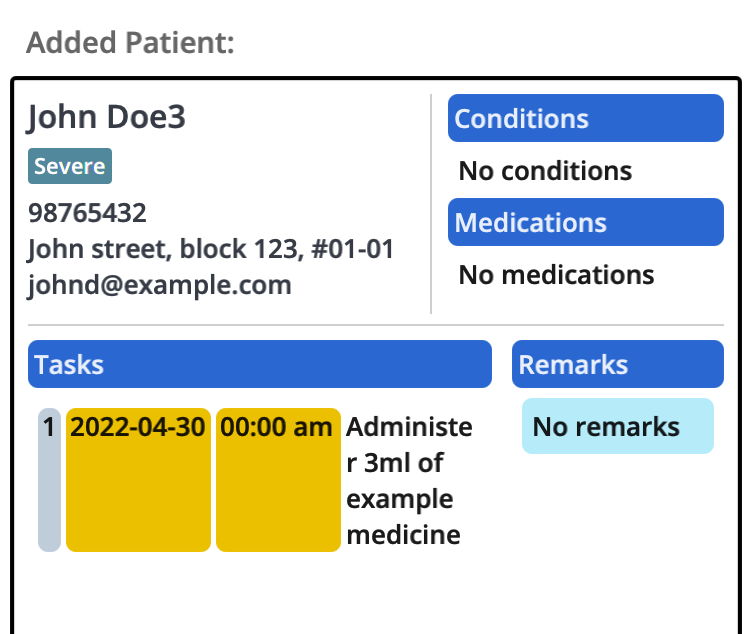 Added Patient:
John Doe3
Severe
98765432
John street, block 123, #01-01
johnd@example.com
Conditions
No conditions
Medications
No medications
Tasks
1 2022-04-30 00:00 am Administe
r 3ml of
example
medicine
Remarks
No remarks